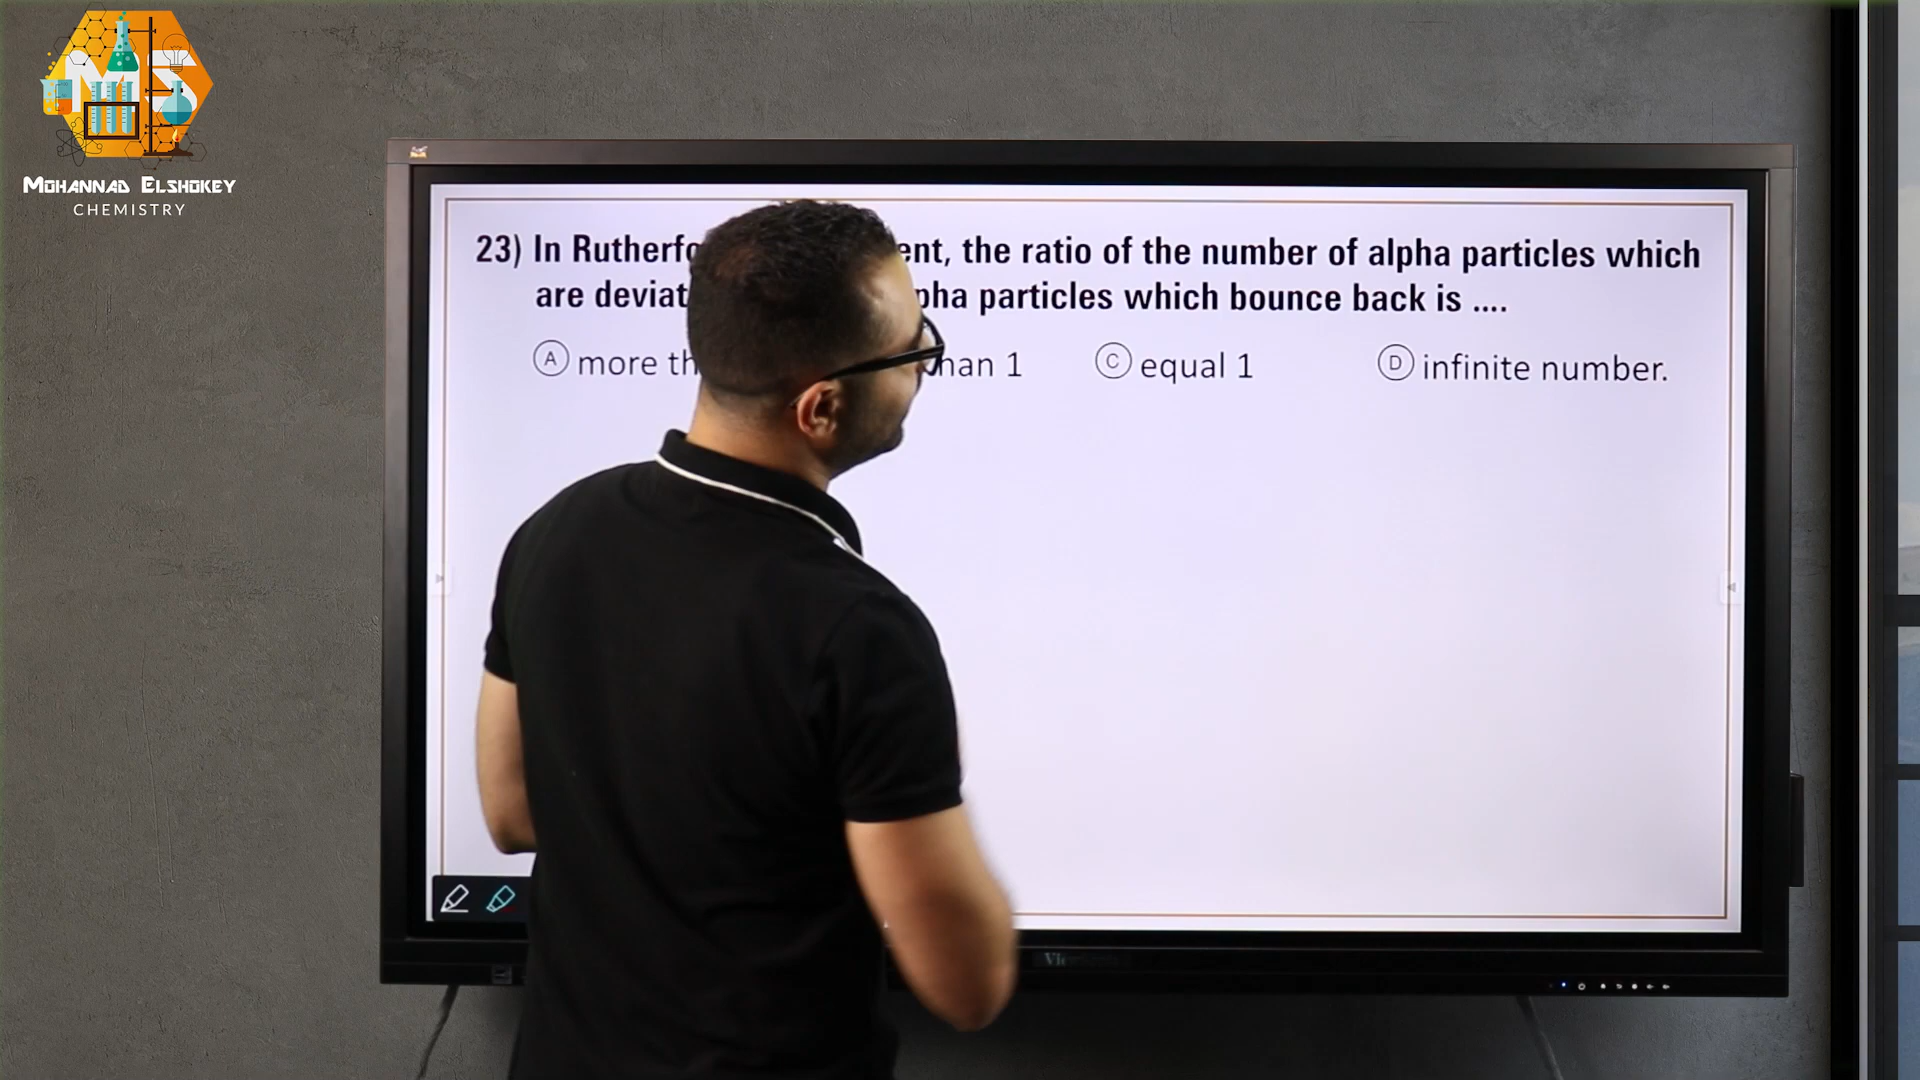 MS
MOHANNAD ELSHOKEY
CHEMISTRY
23) In Rutherfo ent, the ratio of the number of alpha particles which
are deviat pha particles which bounce back is ....
A more th han 1 C equal 1 D infinite number.